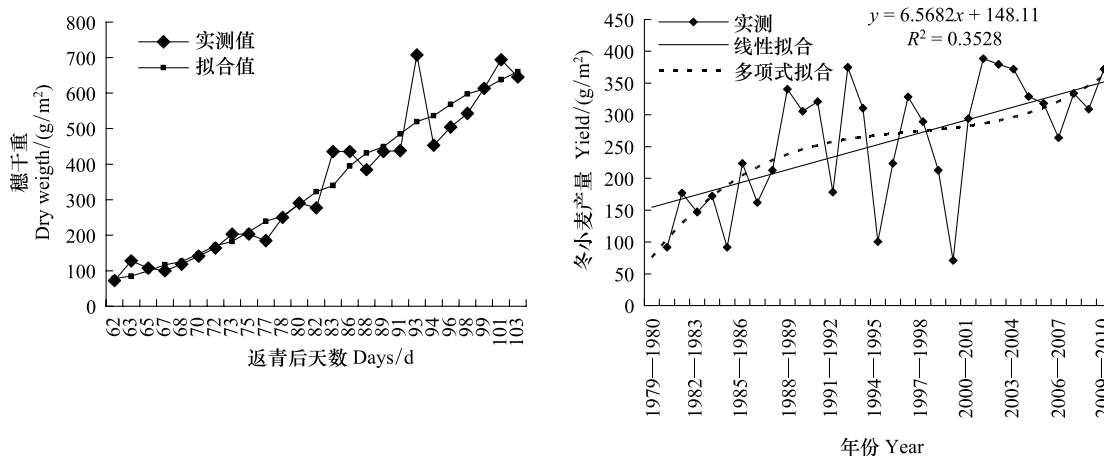 800
700
600
500
400
300
200
100
0
穗干重
Dry weigth/(g/m²)
实测值
拟合值
62 63 65 67 68 70 72 73 75 77 78 80 82 83 86 88 89 91 93 94 96 98 99 101 103
返青后天数 Days/d
450
400
350
300
250
200
150
100
50
0
冬小麦产量 Yield/(g/m²)
实测
线性拟合
多项式拟合
y = 6.5682x + 148.11
R² = 0.3528
1979—1980 1982—1983 1985—1986 1988—1989 1991—1992 1994—1995 1997—1998 2000—2001 2003—2004 2006—2007 2009—2010
年份 Year